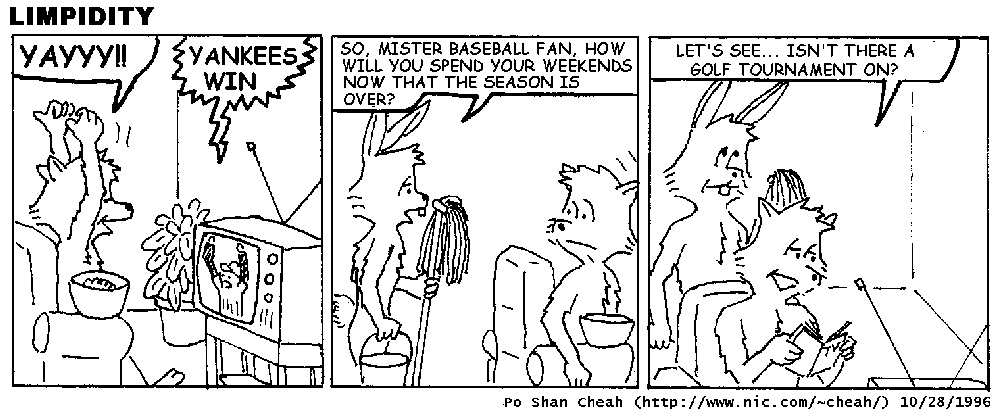 LIMPIDITY
YAYYY!!
YANKEES
WIN
SO, MISTER BASEBALL FAN, HOW
WILL YOU SPEND YOUR WEEKENDS
NOW THAT THE SEASON IS
OVER?
LET'S SEE... ISN'T THERE A
GOLF TOURNAMENT ON?
Po Shan Cheah (http://www.nic.com/~cheah/) 10/28/1996